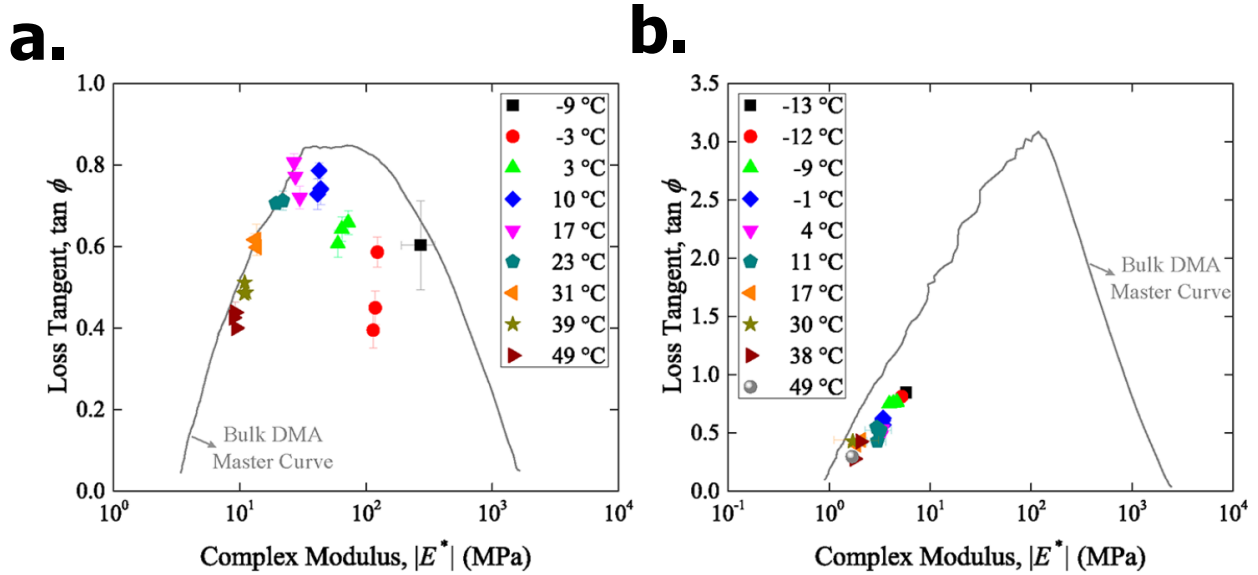 a.
1.0
0.8
0.6
0.4
0.2
0.0
Loss Tangent, tan ϕ
-9 °C
-3 °C
3 °C
10 °C
17 °C
23 °C
31 °C
39 °C
49 °C
Bulk DMA
Master Curve
10⁰
10¹
10²
10³
10⁴
Complex Modulus, |E*| (MPa)
b.
3.5
3.0
2.5
2.0
1.5
1.0
0.5
0.0
Loss Tangent, tan ϕ
-13 °C
-12 °C
-9 °C
-1 °C
4 °C
11 °C
17 °C
30 °C
38 °C
49 °C
Bulk DMA
Master Curve
10⁻¹
10⁰
10¹
10²
10³
10⁴
Complex Modulus, |E*| (MPa)